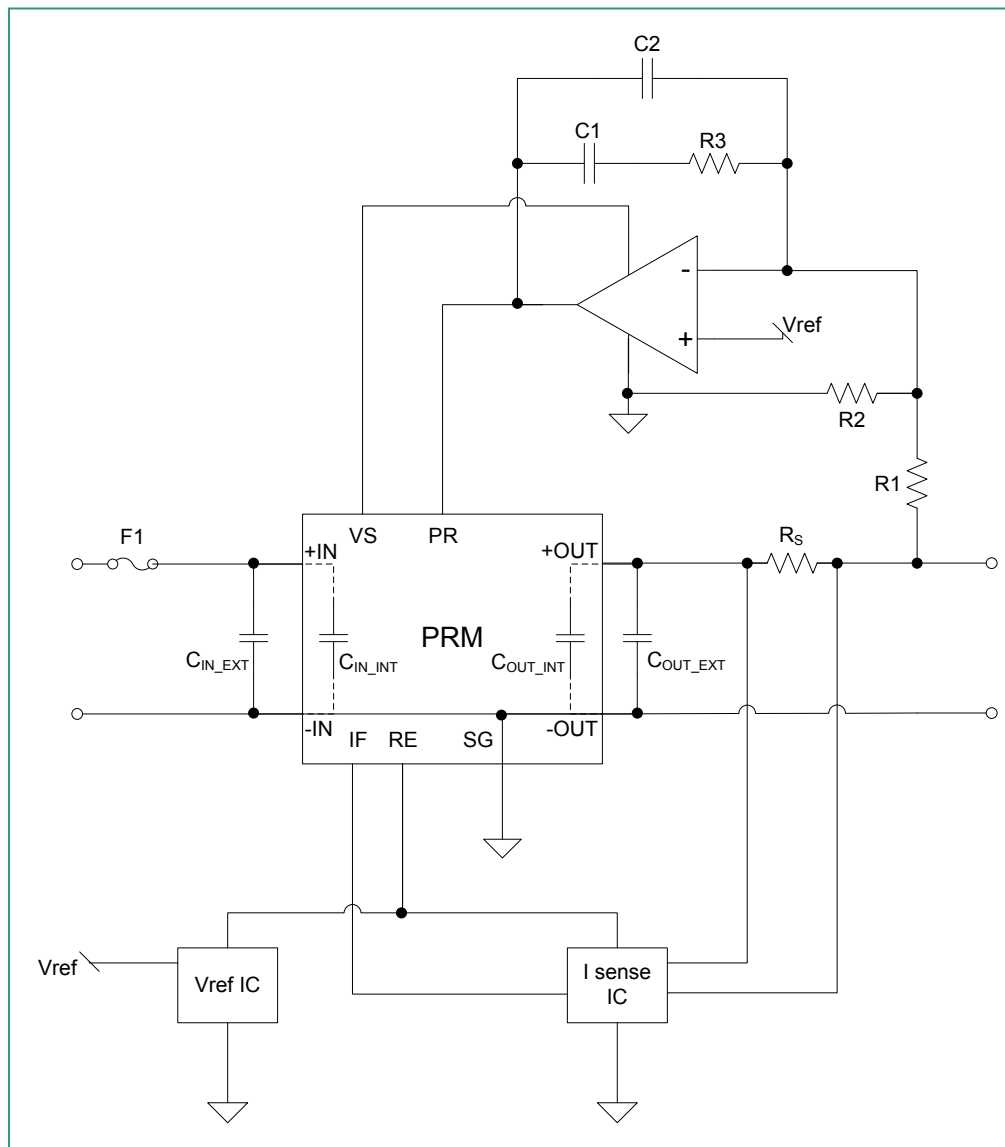 C2
C1
R3
-
+
Vref
R2
R1
F1
VS
PR
+IN
+OUT
RS
PRM
CIN_EXT
CIN_INT
COUT_INT
COUT_EXT
-IN
-OUT
IF
RE
SG
Vref
Vref IC
I sense
IC